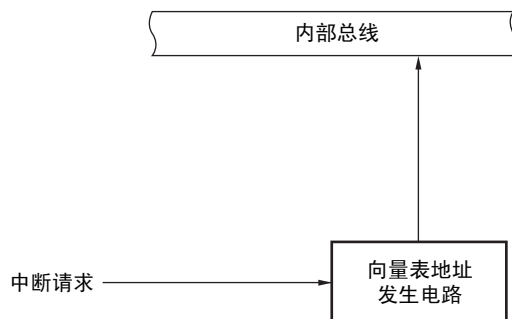 内部总线
中断请求
向量表地址
发生电路